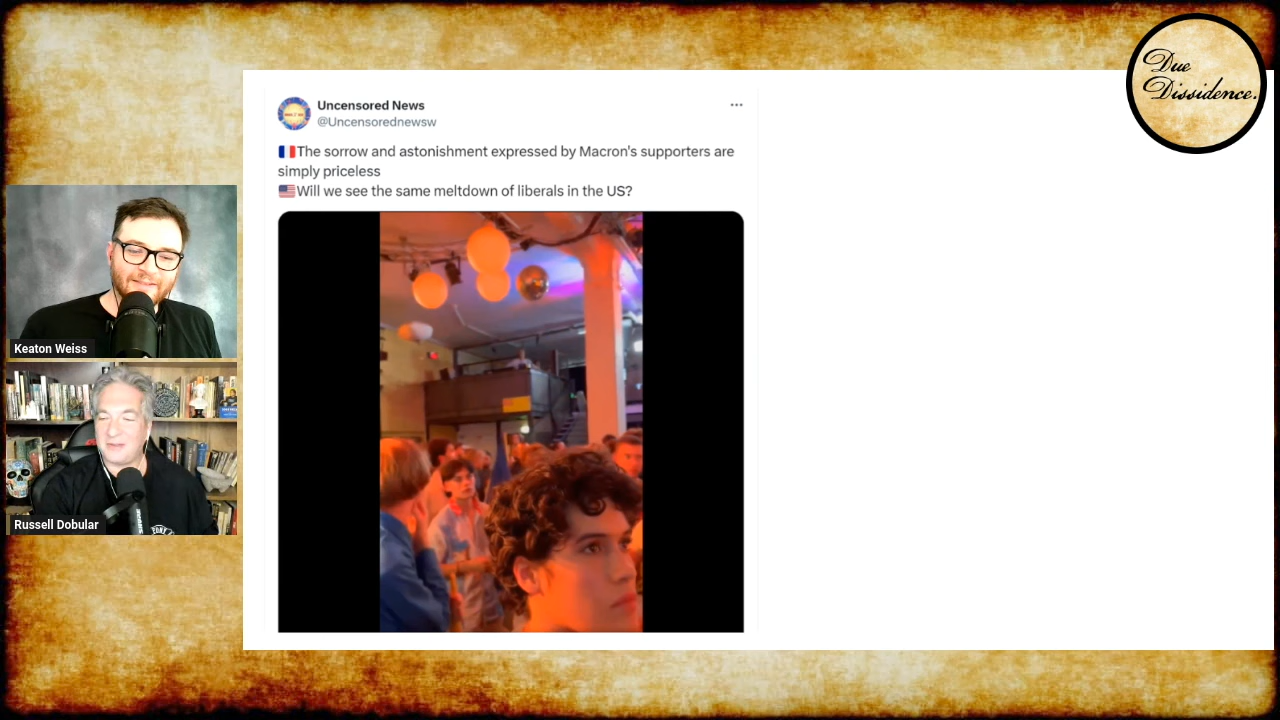 Due
Dissidence.
Uncensored News
@Uncensorednewsw
🇫🇷The sorrow and astonishment expressed by Macron's supporters are
simply priceless
🇺🇸Will we see the same meltdown of liberals in the US?
Keaton Weiss
Russell Dobular